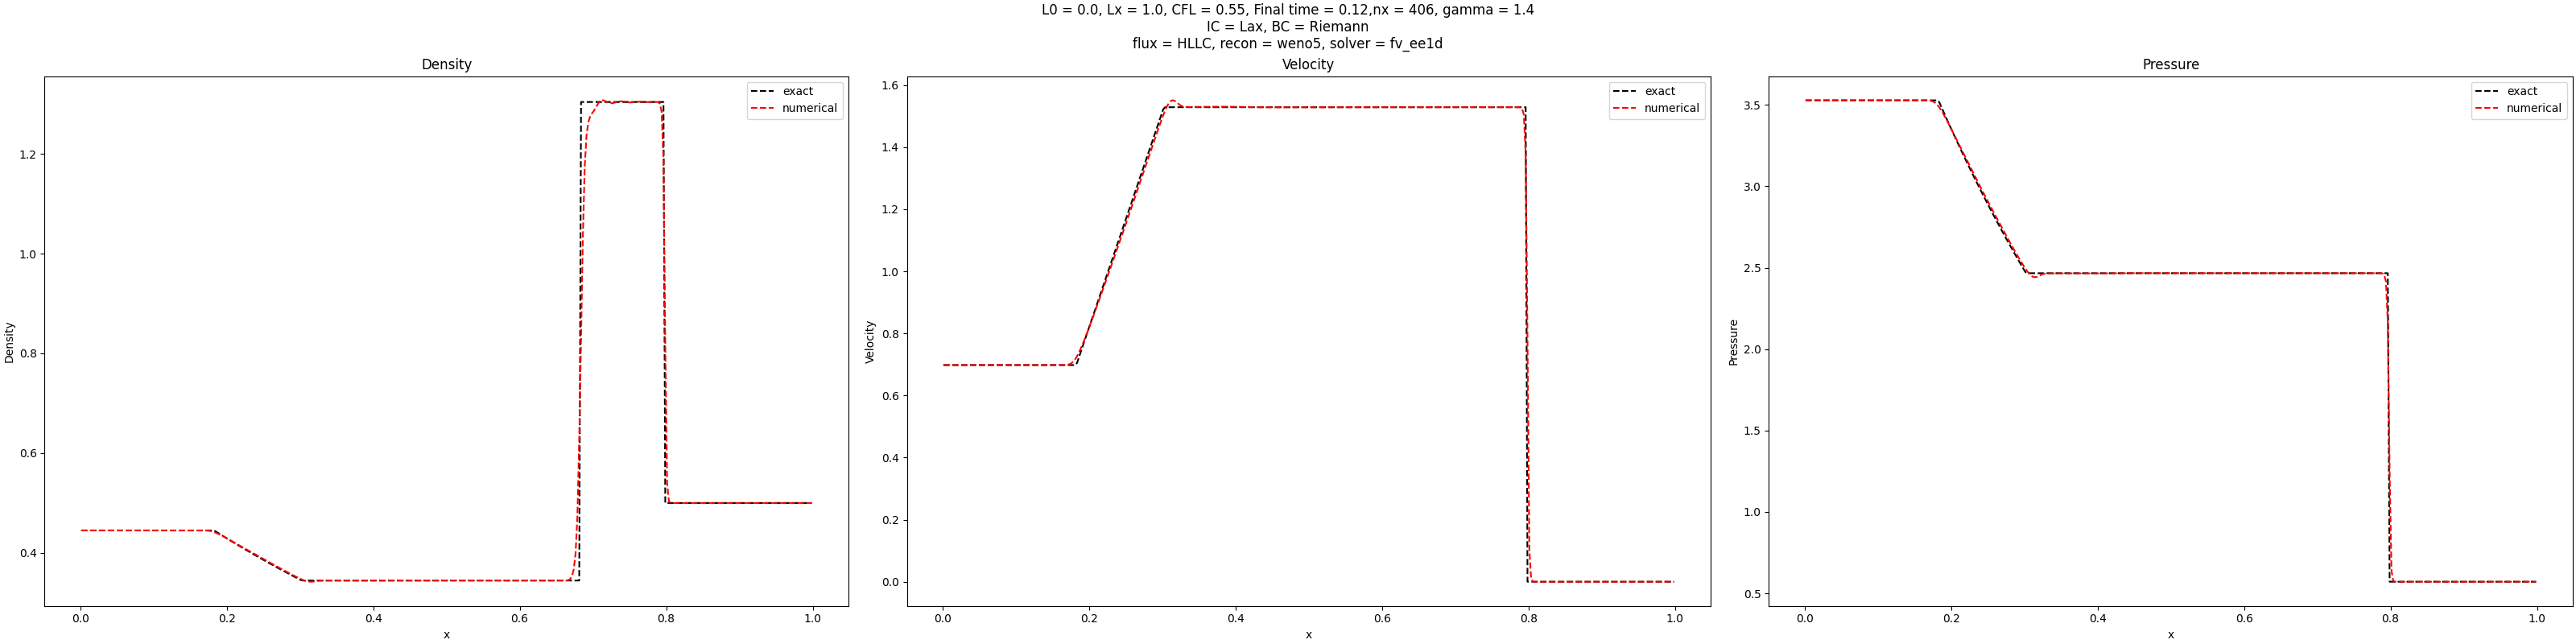 L0 = 0.0, Lx = 1.0, CFL = 0.55, Final time = 0.12,nx = 406, gamma = 1.4
IC = Lax, BC = Riemann
flux = HLLC, recon = weno5, solver = fv_ee1d
Density
exact
numerical
1.2
1.0
0.8
0.6
0.4
Density
0.0 0.2 0.4 0.6 0.8 1.0
x
Velocity
exact
numerical
1.6
1.4
1.2
1.0
0.8
0.6
0.4
0.2
0.0
Velocity
0.0 0.2 0.4 0.6 0.8 1.0
x
Pressure
exact
numerical
3.5
3.0
2.5
2.0
1.5
1.0
0.5
Pressure
0.0 0.2 0.4 0.6 0.8 1.0
x